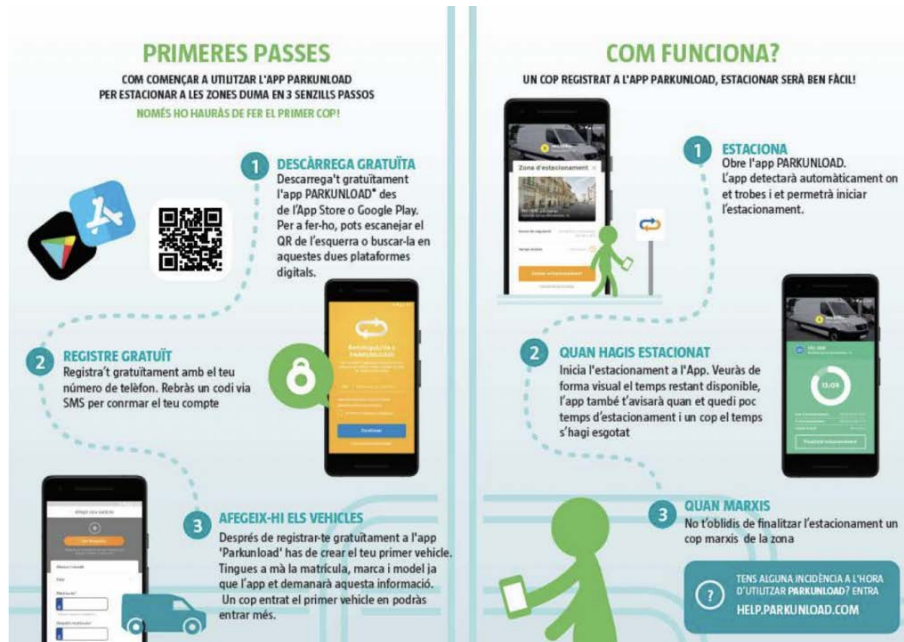 PRIMERES PASSES
COM COMENÇAR A UTILITZAR L'APP PARKUNLOAD
PER ESTACIONAR A LES ZONES DUMA EN 3 SENZILLS PASSOS
NOMÉS HO HAURÀS DE FER EL PRIMER COP!
1
DESCÀRREGA GRATUÏTA
Descarrega't gratuïtament
l'app PARKUNLOAD* des
de l'App Store o Google Play.
Per a fer-ho, pots escanejar el
QR de l'esquerra o buscar-la en
aquestes dues plataformes
digitals.
2
REGISTRE GRATUÏT
Registra't gratuïtament amb el teu
número de telèfon. Rebràs un codi via
SMS per conrmar el teu compte
Continuar
3
AFEGEIX-HI ELS VEHICLES
Després de registrar-te gratuïtament a l'app
'Parkunload' has de crear el teu primer vehicle.
Tingues a mà la matrícula, marca i model ja
que l'app et demanarà aquesta informació.
Un cop entrat el primer vehicle en podràs
entrar més.
COM FUNCIONA?
UN COP REGISTRAT A L'APP PARKUNLOAD, ESTACIONAR SERÀ BEN FÀCIL!
Zona d'estacionament
1
ESTACIONA
Obre l'app PARKUNLOAD.
L'app detectarà automàticament on
et trobes i et permetrà iniciar
l'estacionament.
2
QUAN HAGIS ESTACIONAT
Inicia l'estacionament a l'App. Veuràs de
forma visual el temps restant disponible,
l'app també t'avisarà quan et quedi poc
temps d'estacionament i un cop el temps
s'hagi esgotat
3
QUAN MARXIS
No t'oblidis de finalitzar l'estacionament un
cop marxis de la zona
?
TENS ALGUNA INCIDÈNCIA A L'HORA
D'UTILITZAR PARKUNLOAD? ENTRA
HELP.PARKUNLOAD.COM